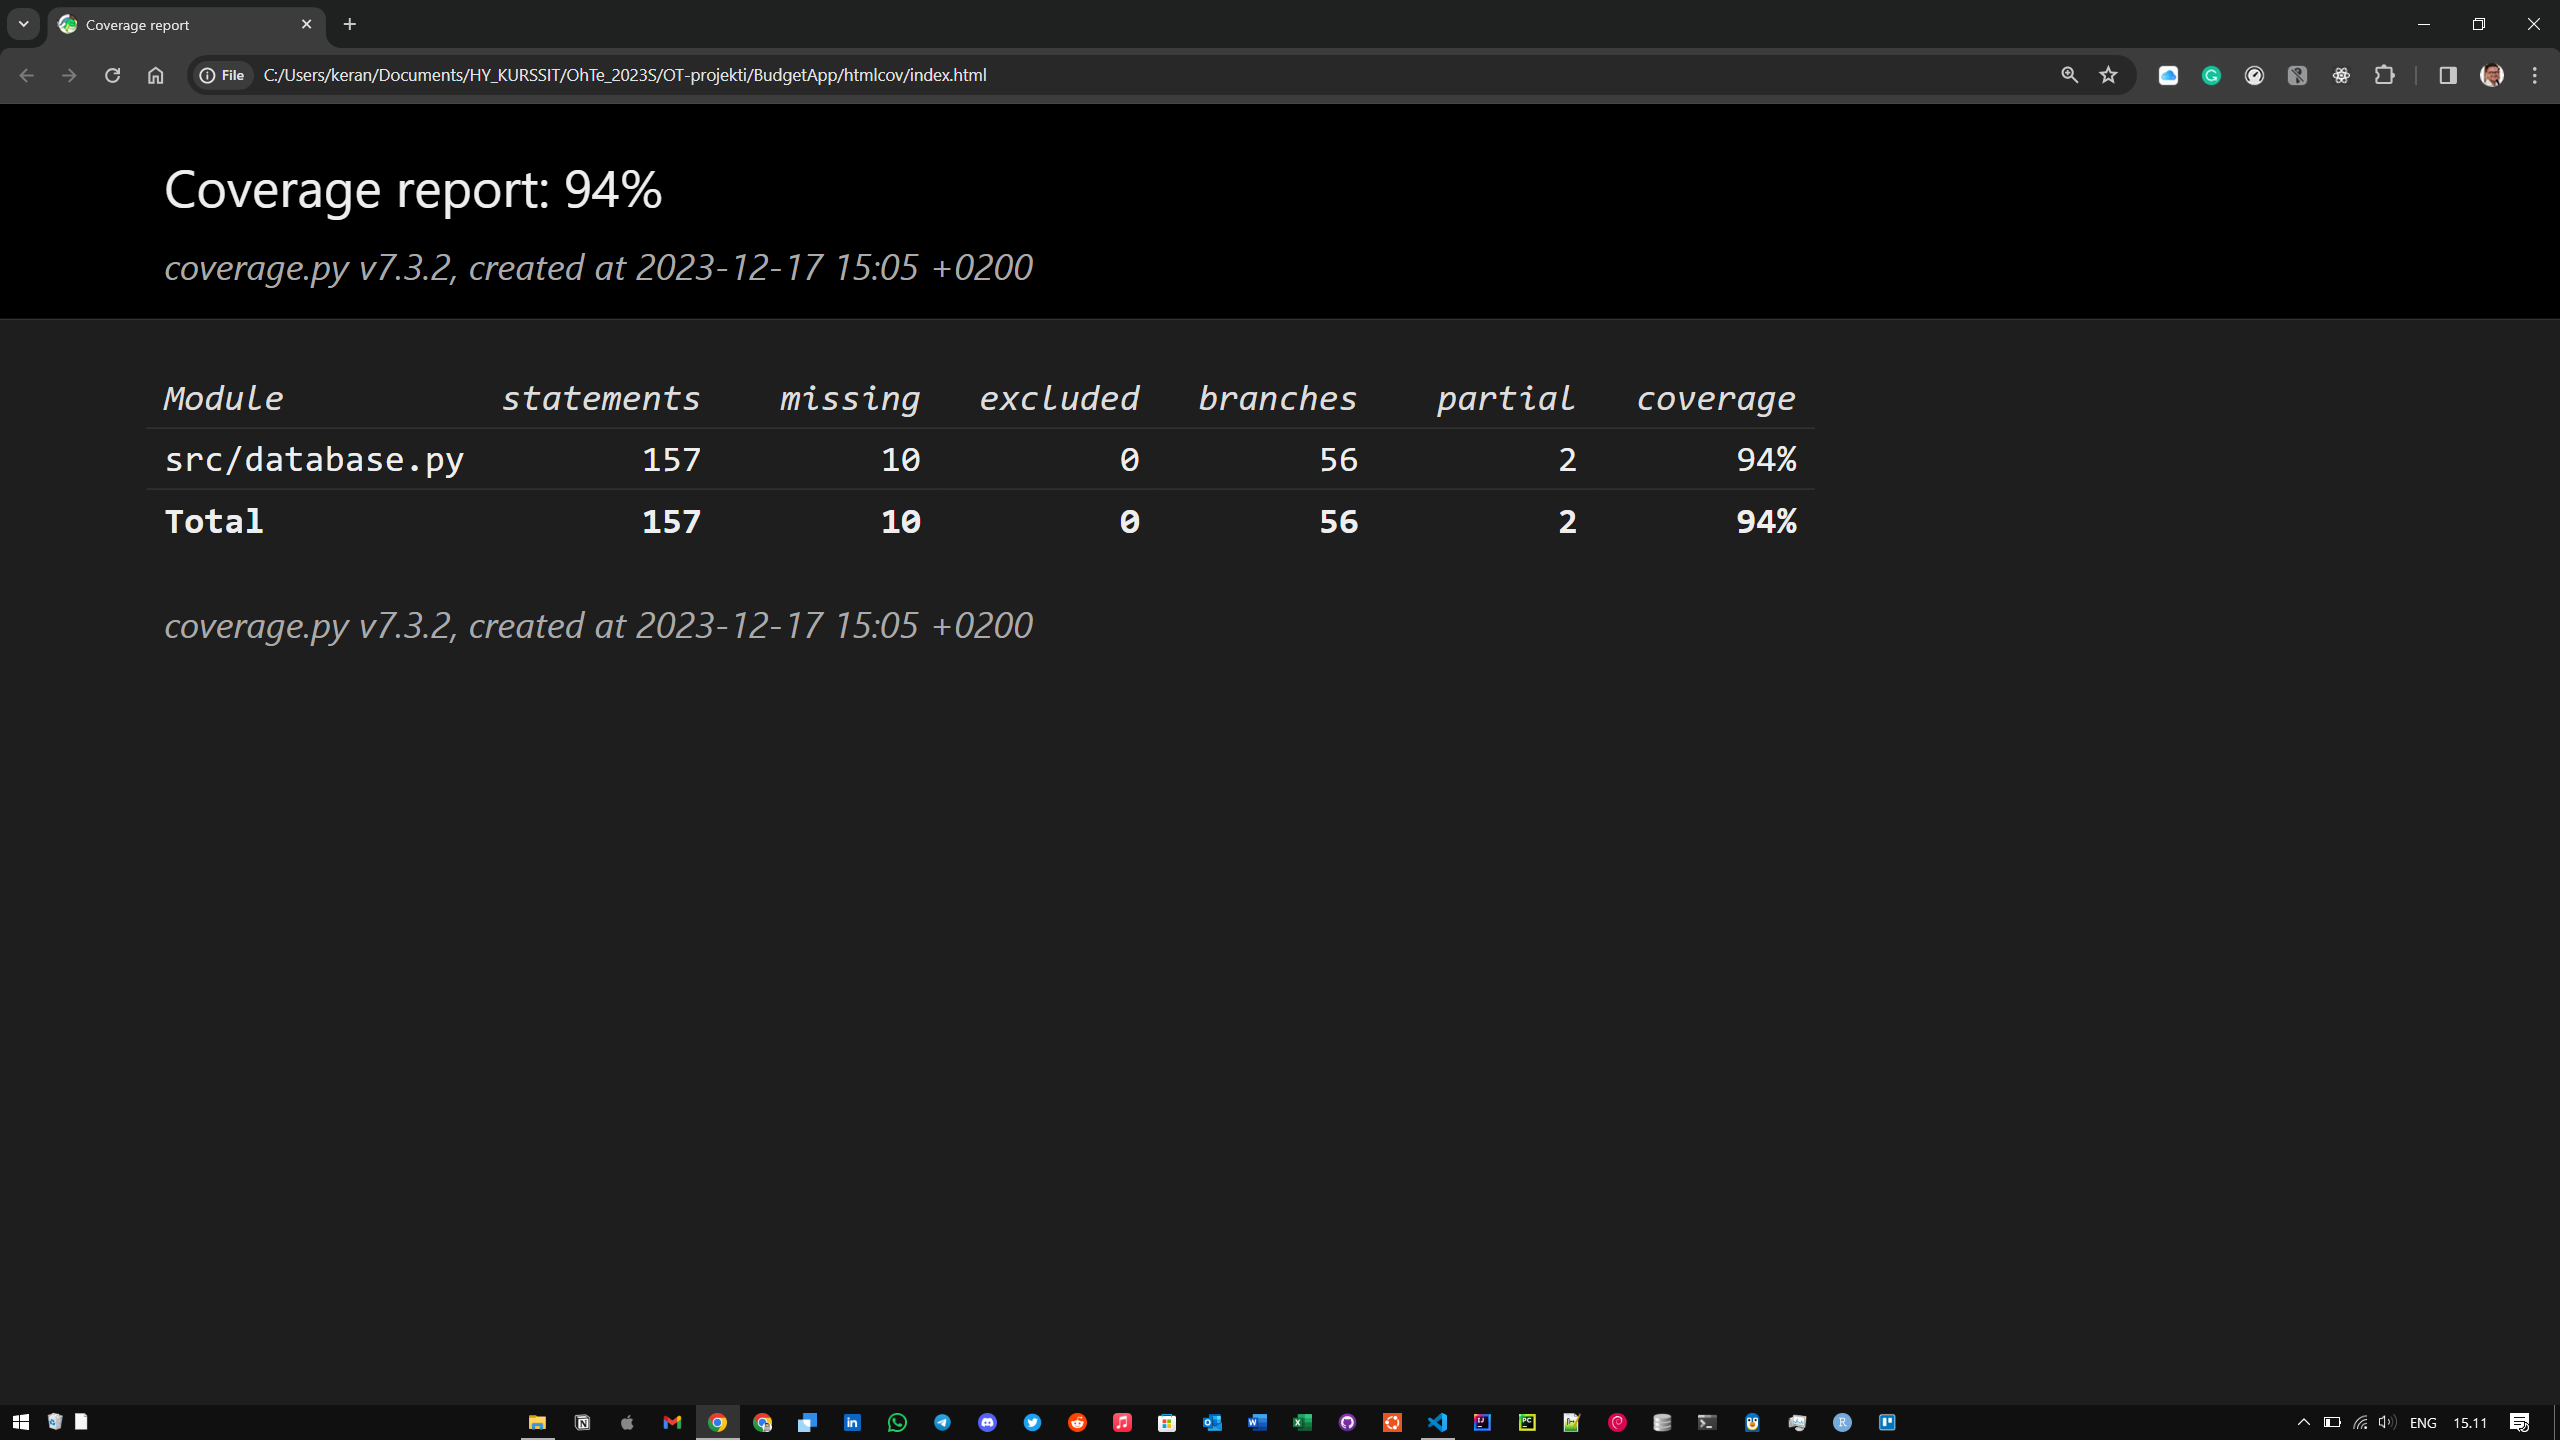 Coverage report
File C:/Users/keran/Documents/HY_KURSSIT/OhTe_2023S/OT-projekti/BudgetApp/htmlcov/index.html
Coverage report: 94%
coverage.py v7.3.2, created at 2023-12-17 15:05 +0200
Module statements missing excluded branches partial coverage
src/database.py 157 10 0 56 2 94%
Total 157 10 0 56 2 94%
coverage.py v7.3.2, created at 2023-12-17 15:05 +0200
ENG 15.11